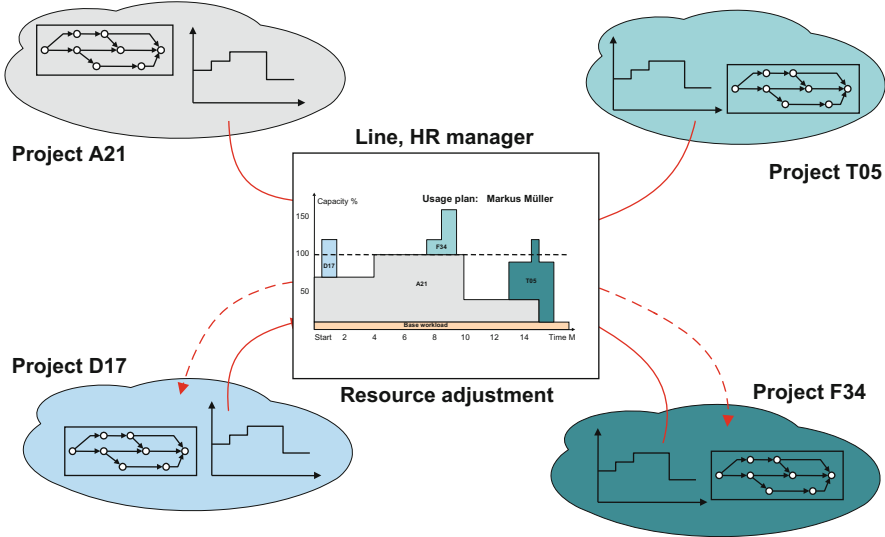 Project A21
Line, HR manager
Project T05
Capacity %
Usage plan: Markus Müller
150
100
50
D17
F34
A21
T05
Base workload
Start 2 4 6 8 10 12 14 Time M
Project D17
Resource adjustment
Project F34